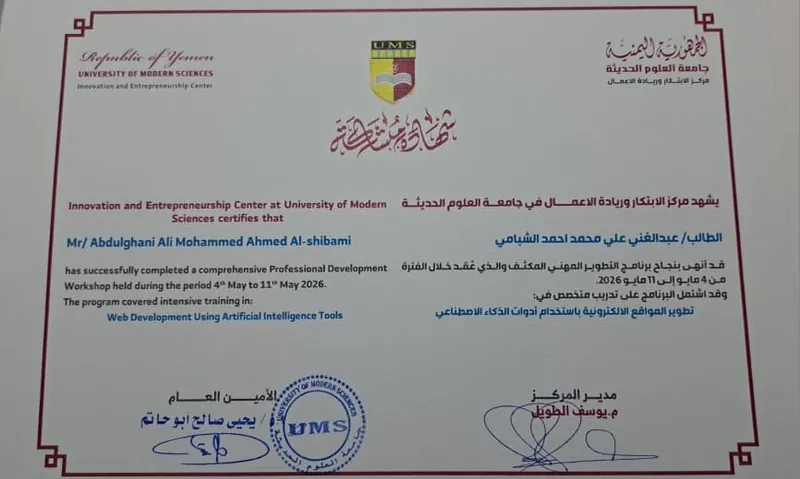 Republic of Yemen
UNIVERSITY OF MODERN SCIENCES
Innovation and Entrepreneurship Center
UMS
الجمهورية اليمنية
جامعة العلوم الحديثة
مركز الابتكار وريادة الاعمال
شهادة مشاركة
Innovation and Entrepreneurship Center at University of Modern
Sciences certifies that
Mr/ Abdulghani Ali Mohammed Ahmed Al-shibami
has successfully completed a comprehensive Professional Development
Workshop held during the period 4th May to 11th May 2026.
The program covered intensive training in:
Web Development Using Artificial Intelligence Tools
يشهد مركز الابتكار وريادة الاعمال في جامعة العلوم الحديثة
الطالب/ عبدالغني علي محمد احمد الشبامي
قد أنهى بنجاح برنامج التطوير المهني المكثف والذي عُقد خلال الفترة
من 4 مايو إلى 11 مايو 2026.
وقد اشتمل البرنامج على تدريب متخصص في:
تطوير المواقع الالكترونية باستخدام أدوات الذكاء الاصطناعي
مدير المركز
م.يوسف الطويل
الأمين العام
/ يحيى صالح ابو حاتم
UNIVERSITY OF MODERN SCIENCES
UMS
جامعة العلوم الحديثة